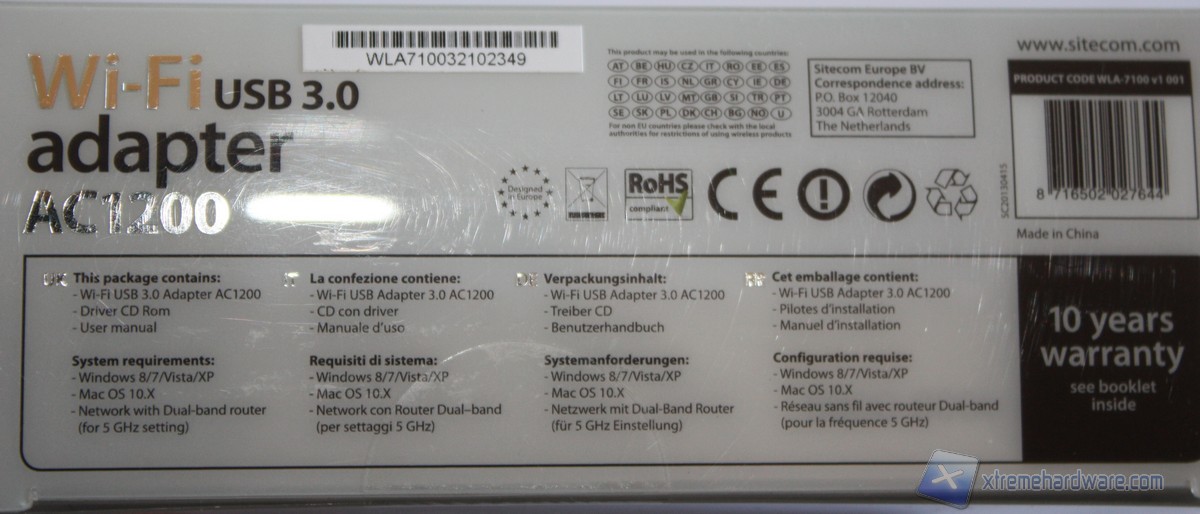 WLA710032102349
Wi-Fi USB 3.0
adapter
AC1200
This product may be used in the following countries:
AT BE HU CZ IT RO EE ES
FI FR IS NL GR CY IE DE
LT LU LV MT GB SI TR PT
SE SK PL DK CH BG NO U
For non EU countries please check with the local
authorities for restrictions of using wireless products
Sitecom Europe BV
Correspondence address:
P.O. Box 12040
3004 GA Rotterdam
The Netherlands
www.sitecom.com
PRODUCT CODE WLA-7100 v1 001
8 716502 027644
Made in China
SC20130415
Designed
in Europe
RoHS
compliant
CE
UK This package contains:
- Wi-Fi USB 3.0 Adapter AC1200
- Driver CD Rom
- User manual
System requirements:
- Windows 8/7/Vista/XP
- Mac OS 10.X
- Network with Dual-band router
(for 5 GHz setting)
IT La confezione contiene:
- Wi-Fi USB Adapter 3.0 AC1200
- CD con driver
- Manuale d'uso
Requisiti di sistema:
- Windows 8/7/Vista/XP
- Mac OS 10.X
- Network con Router Dual-band
(per settaggi 5 GHz)
DE Verpackungsinhalt:
- Wi-Fi USB Adapter 3.0 AC1200
- Treiber CD
- Benutzerhandbuch
Systemanforderungen:
- Windows 8/7/Vista/XP
- Mac OS 10.X
- Netzwerk mit Dual-Band Router
(für 5 GHz Einstellung)
FR Cet emballage contient:
- Wi-Fi USB Adapter 3.0 AC1200
- Pilotes d'installation
- Manuel d'installation
Configuration requise:
- Windows 8/7/Vista/XP
- Mac OS 10.X
- Réseau sans fil avec routeur Dual-band
(pour la fréquence 5 GHz)
10 years
warranty
see booklet
inside
xtremehardware.com